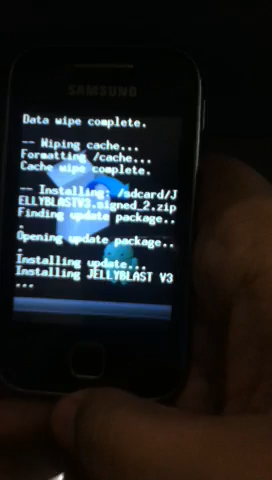 SAMSUNG
Data wipe complete.
-- Wiping cache...
Formatting /cache...
Cache wipe complete.
-- Installing: /sdcard/J
ELLYBLASTV3.signed_2.zip
Finding update package..
.
Opening update package..
.
Installing update...
Installing JELLYBLAST V3
...